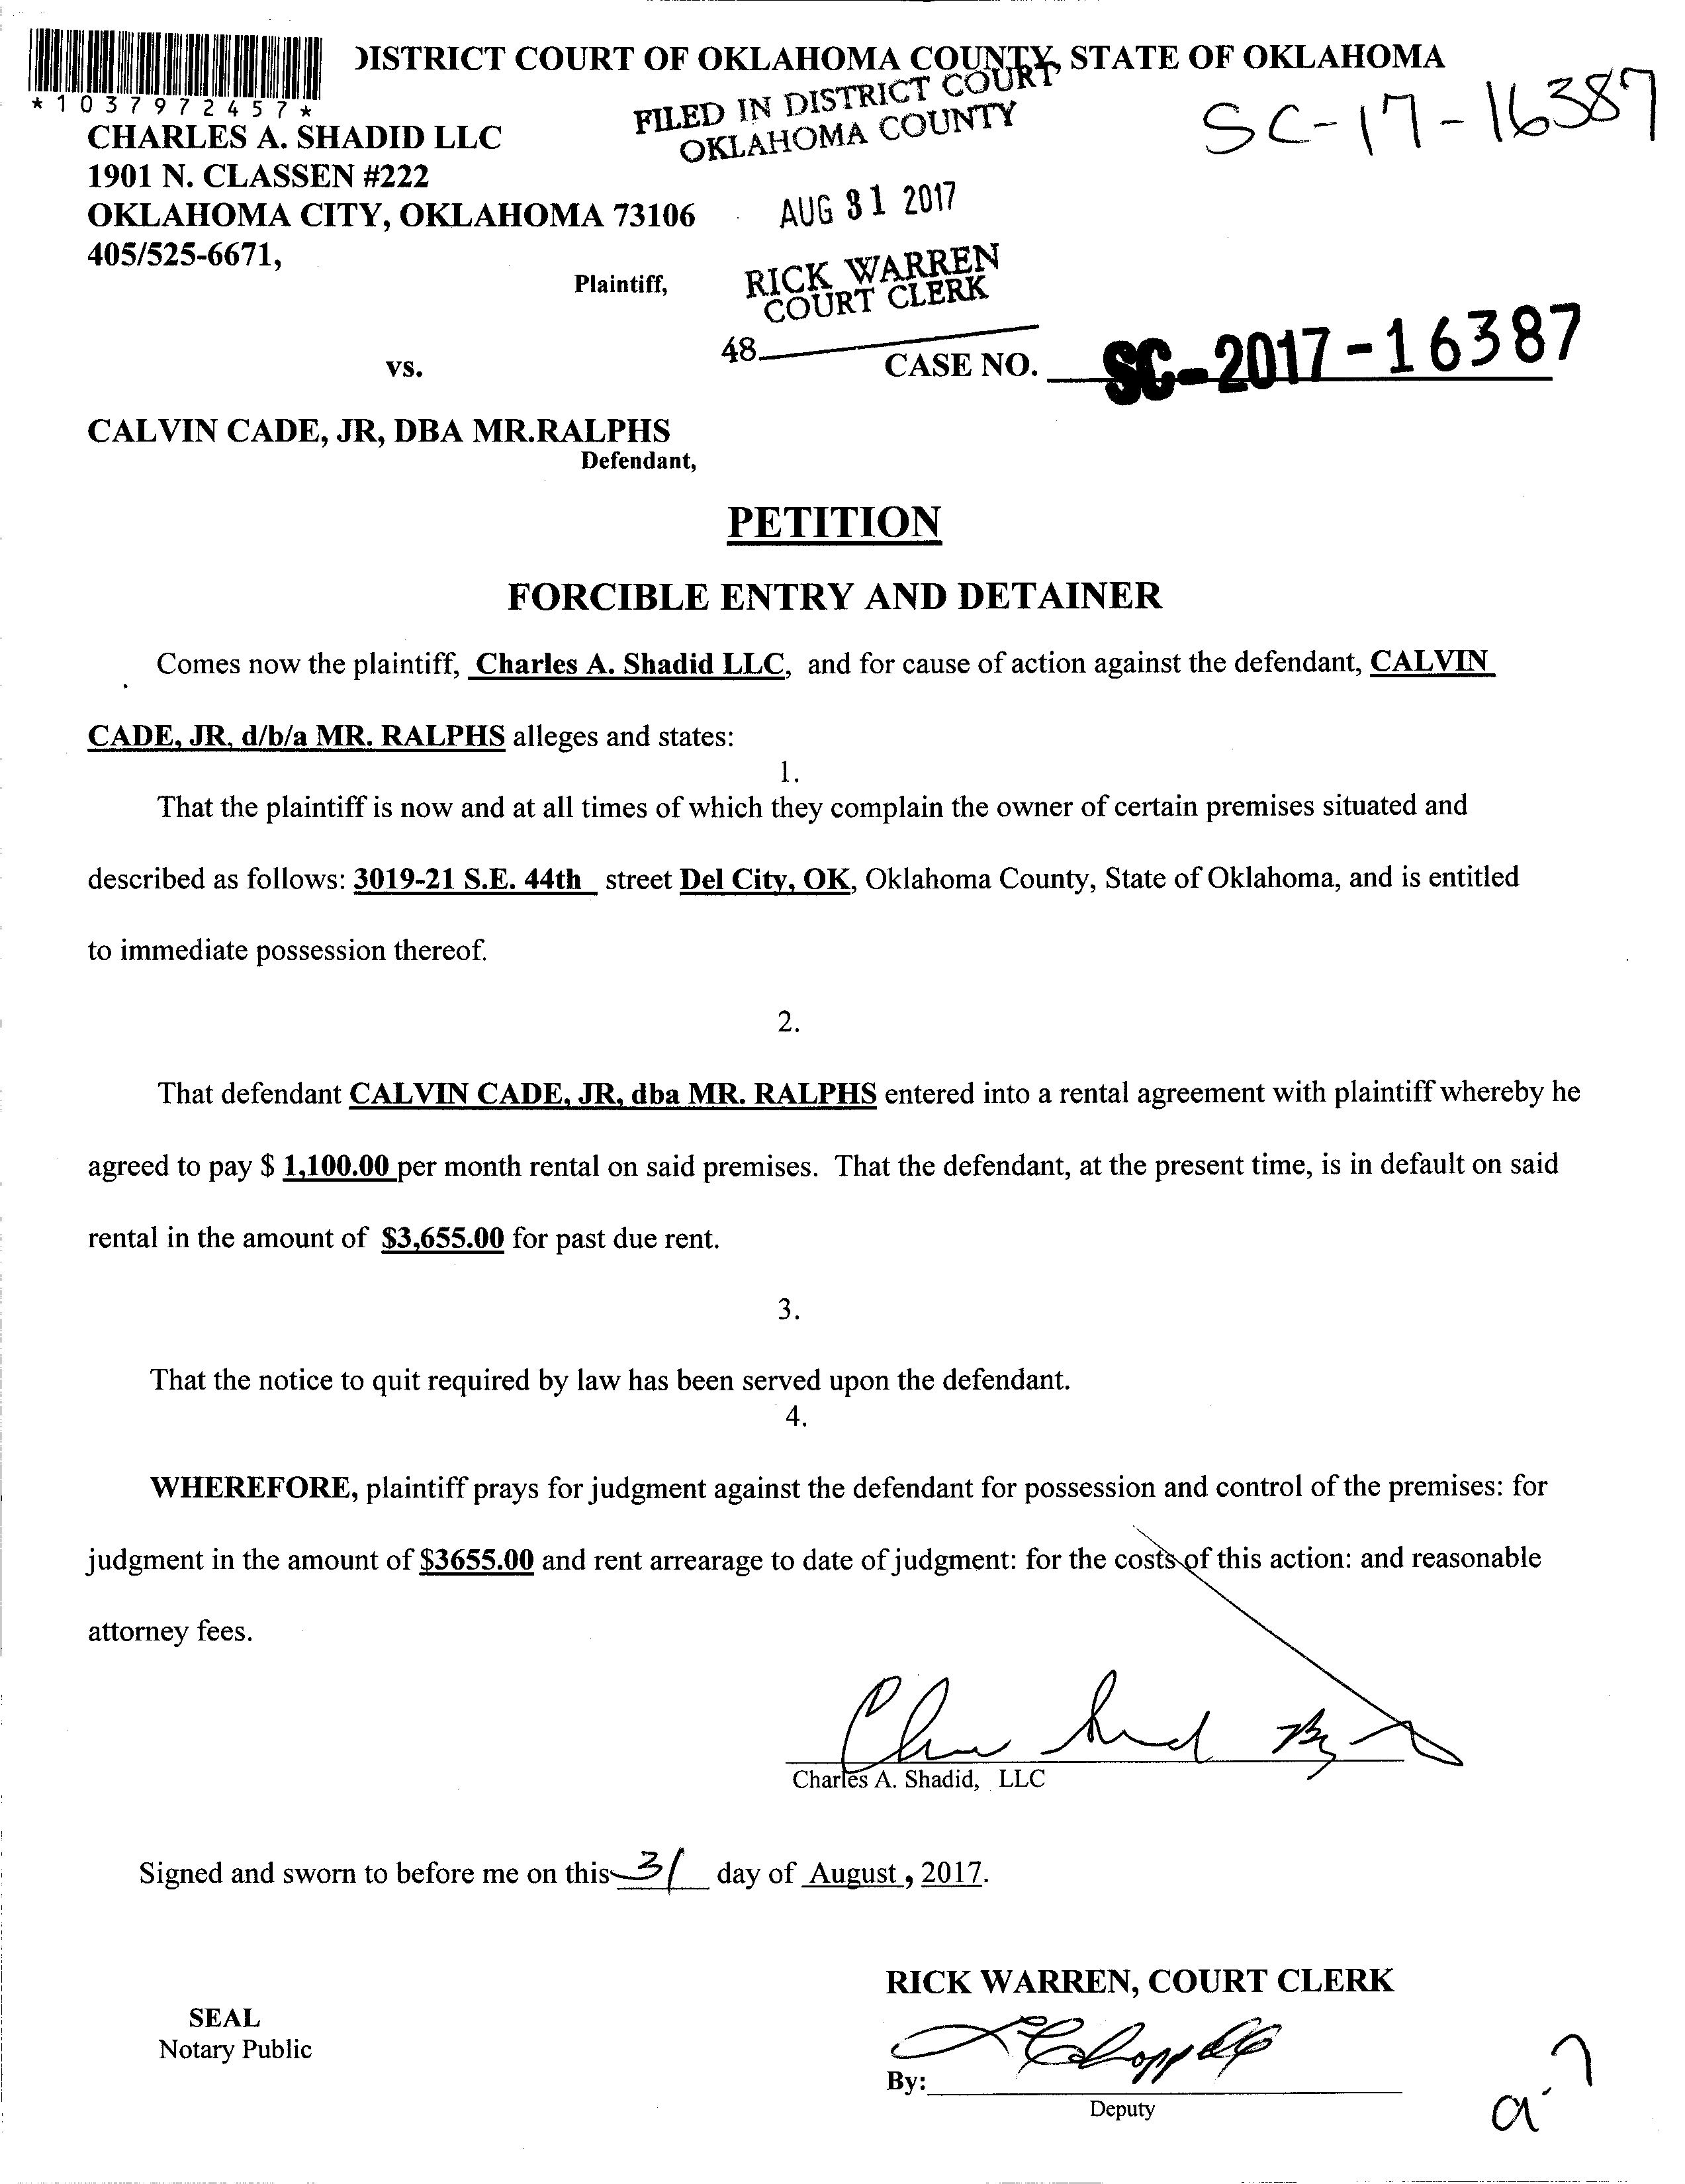 DISTRICT COURT OF OKLAHOMA COUNTY, STATE OF OKLAHOMA
*1037972457*
FILED IN DISTRICT COURT
OKLAHOMA COUNTY
SC-17-16387
CHARLES A. SHADID LLC
1901 N. CLASSEN #222
OKLAHOMA CITY, OKLAHOMA 73106
AUG 31 2017
405/525-6671,
Plaintiff,
RICK WARREN
COURT CLERK
48
vs.
CASE NO. SC-2017-16387
CALVIN CADE, JR, DBA MR.RALPHS
Defendant,
PETITION
FORCIBLE ENTRY AND DETAINER
Comes now the plaintiff, Charles A. Shadid LLC, and for cause of action against the defendant, CALVIN
CADE, JR, d/b/a MR. RALPHS alleges and states:
1.
That the plaintiff is now and at all times of which they complain the owner of certain premises situated and
described as follows: 3019-21 S.E. 44th street Del City, OK, Oklahoma County, State of Oklahoma, and is entitled
to immediate possession thereof.
2.
That defendant CALVIN CADE, JR, dba MR. RALPHS entered into a rental agreement with plaintiff whereby he
agreed to pay $ 1,100.00 per month rental on said premises. That the defendant, at the present time, is in default on said
rental in the amount of $3,655.00 for past due rent.
3.
That the notice to quit required by law has been served upon the defendant.
4.
WHEREFORE, plaintiff prays for judgment against the defendant for possession and control of the premises: for
judgment in the amount of $3655.00 and rent arrearage to date of judgment: for the costs of this action: and reasonable
attorney fees.
Charles A. Shadid, LLC
Signed and sworn to before me on this 31 day of August, 2017.
RICK WARREN, COURT CLERK
SEAL
Notary Public
By:
Deputy